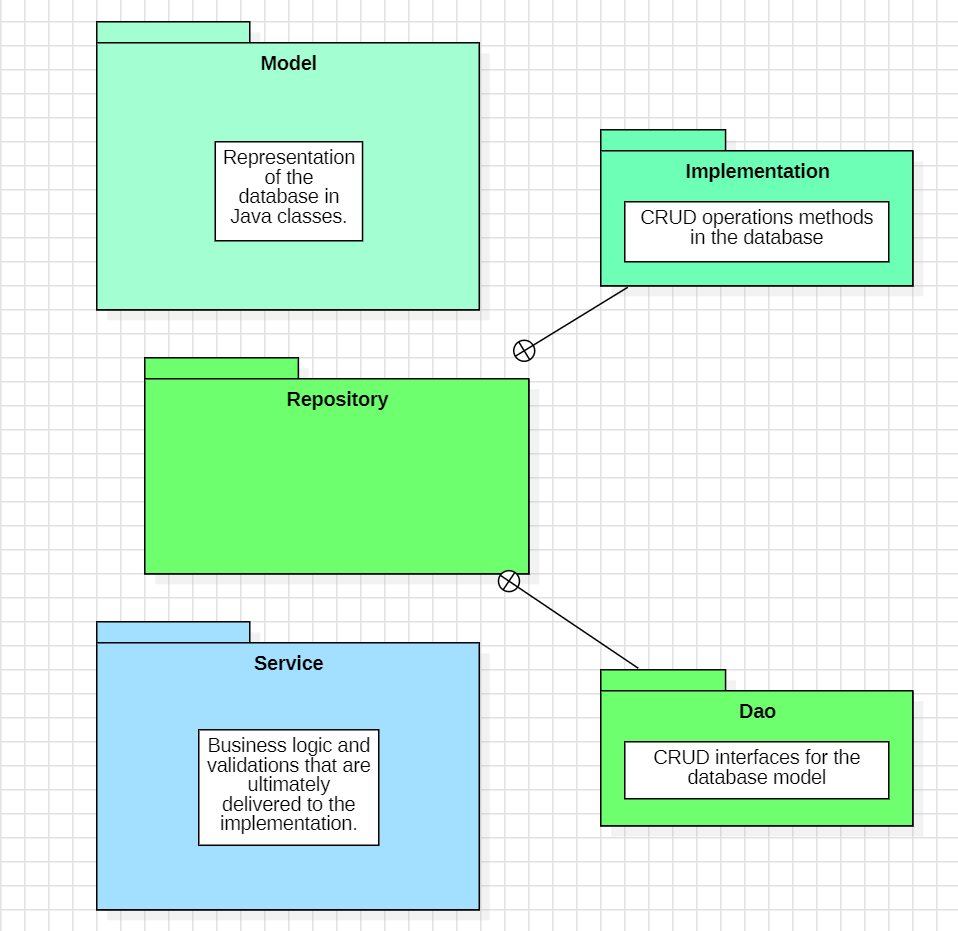 Model
Representation
of the
database in
Java classes.
Implementation
CRUD operations methods
in the database
Repository
Service
Business logic and
validations that are
ultimately
delivered to the
implementation.
Dao
CRUD interfaces for the
database model